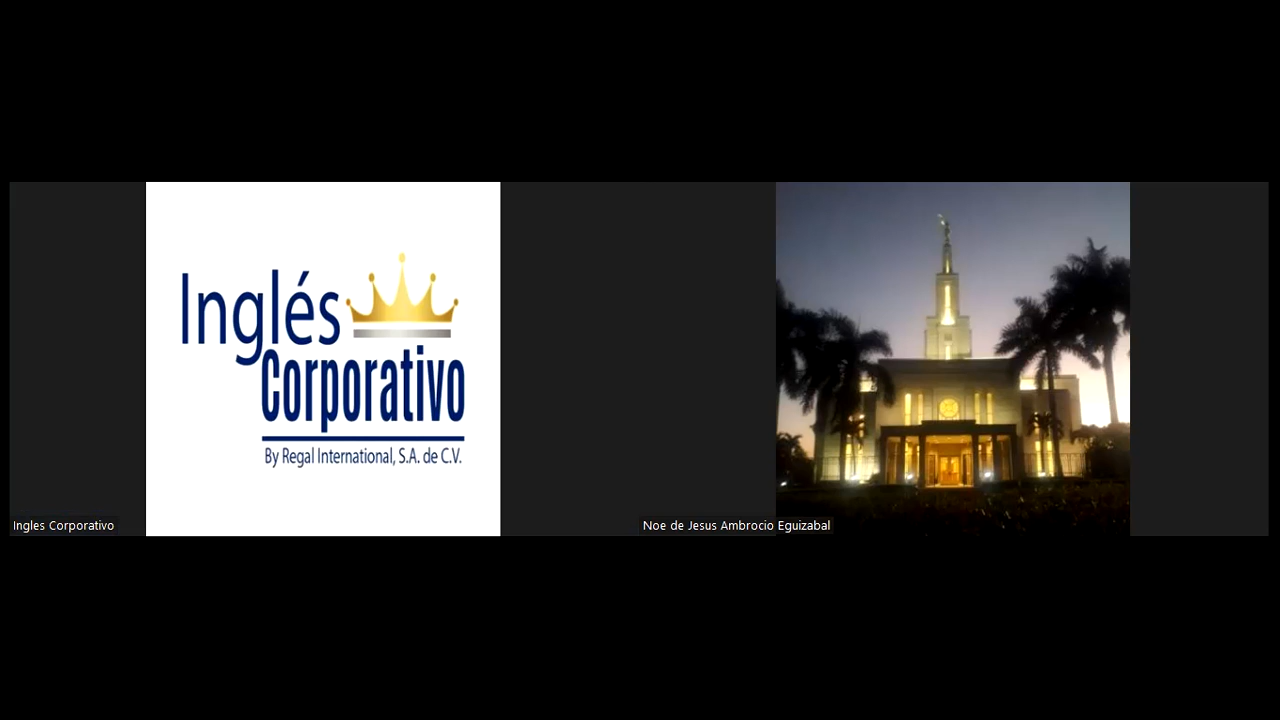 Inglés
Corporativo
By Regal International, S.A. de C.V.
Ingles Corporativo
Noe de Jesus Ambrocio Eguizabal